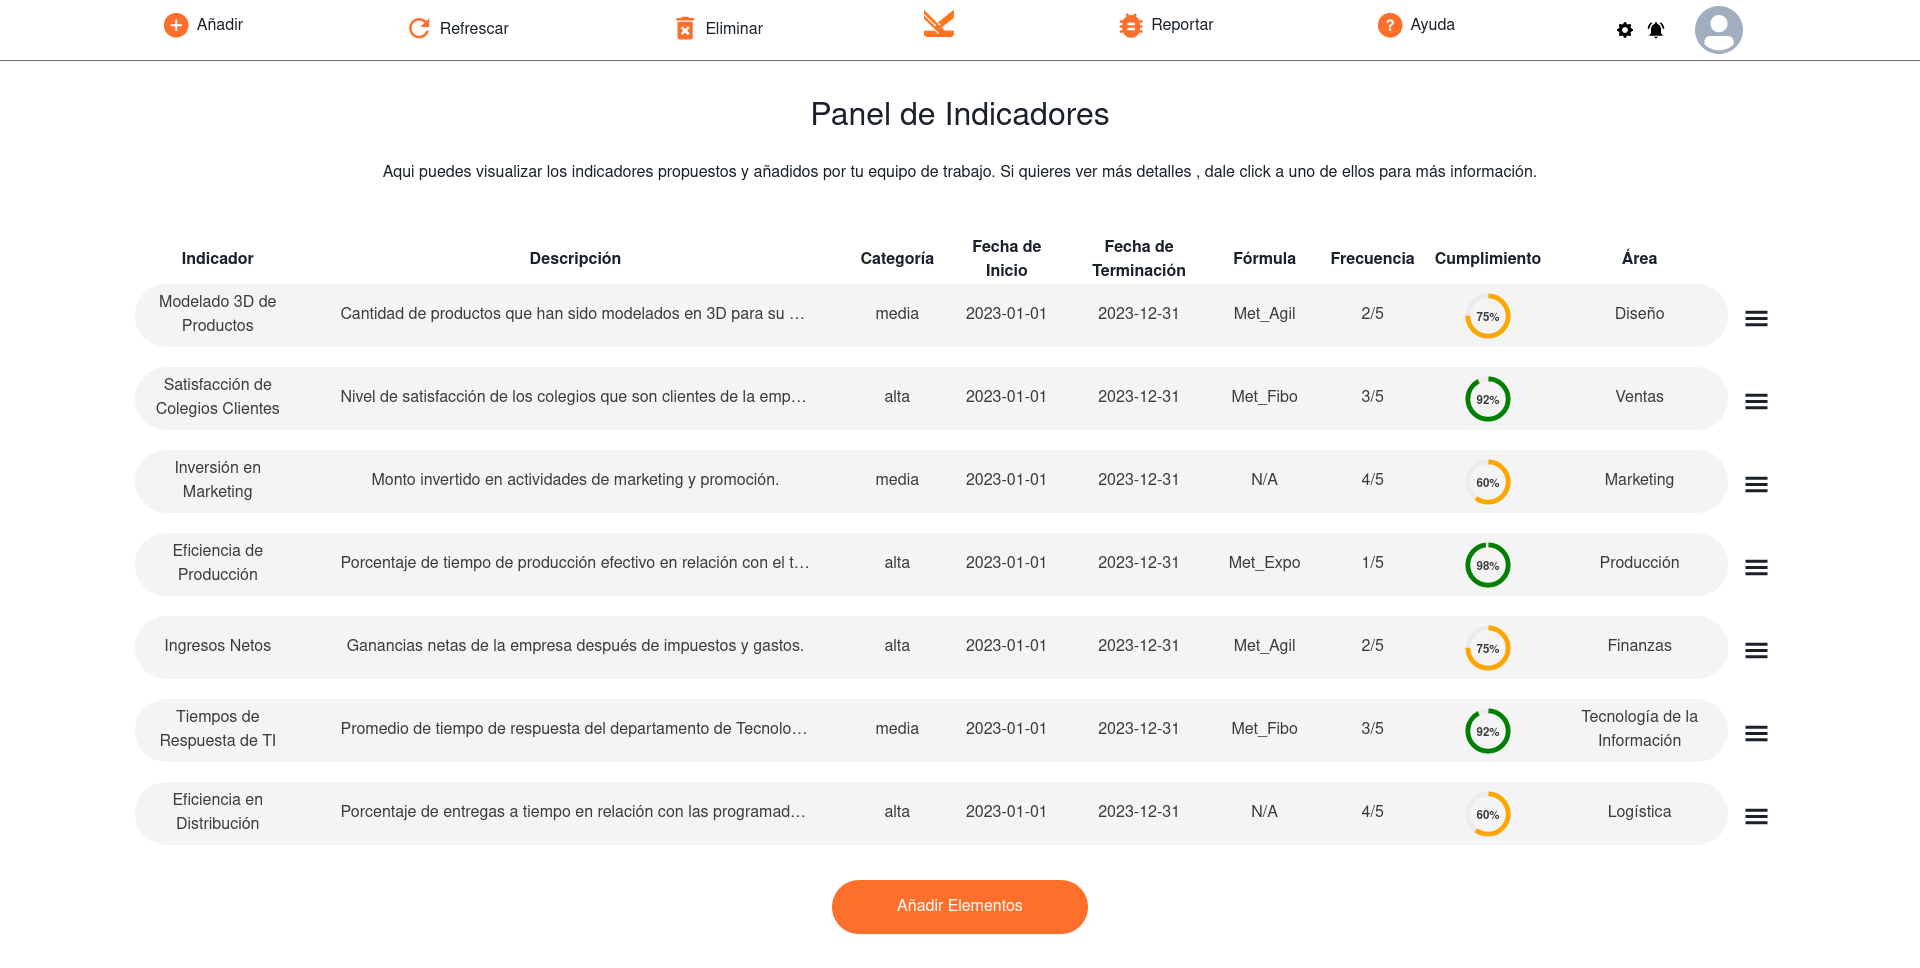 Añadir
Refrescar
Eliminar
Reportar
Ayuda
Panel de Indicadores
Aqui puedes visualizar los indicadores propuestos y añadidos por tu equipo de trabajo. Si quieres ver más detalles , dale click a uno de ellos para más información.
Indicador Descripción Categoría Fecha de Inicio Fecha de Terminación Fórmula Frecuencia Cumplimiento Área
Modelado 3D de Productos Cantidad de productos que han sido modelados en 3D para su ... media 2023-01-01 2023-12-31 Met_Agil 2/5 75% Diseño
Satisfacción de Colegios Clientes Nivel de satisfacción de los colegios que son clientes de la emp... alta 2023-01-01 2023-12-31 Met_Fibo 3/5 92% Ventas
Inversión en Marketing Monto invertido en actividades de marketing y promoción. media 2023-01-01 2023-12-31 N/A 4/5 60% Marketing
Eficiencia de Producción Porcentaje de tiempo de producción efectivo en relación con el t... alta 2023-01-01 2023-12-31 Met_Expo 1/5 98% Producción
Ingresos Netos Ganancias netas de la empresa después de impuestos y gastos. alta 2023-01-01 2023-12-31 Met_Agil 2/5 75% Finanzas
Tiempos de Respuesta de TI Promedio de tiempo de respuesta del departamento de Tecnolo... media 2023-01-01 2023-12-31 Met_Fibo 3/5 92% Tecnología de la Información
Eficiencia en Distribución Porcentaje de entregas a tiempo en relación con las programad... alta 2023-01-01 2023-12-31 N/A 4/5 60% Logística
Añadir Elementos